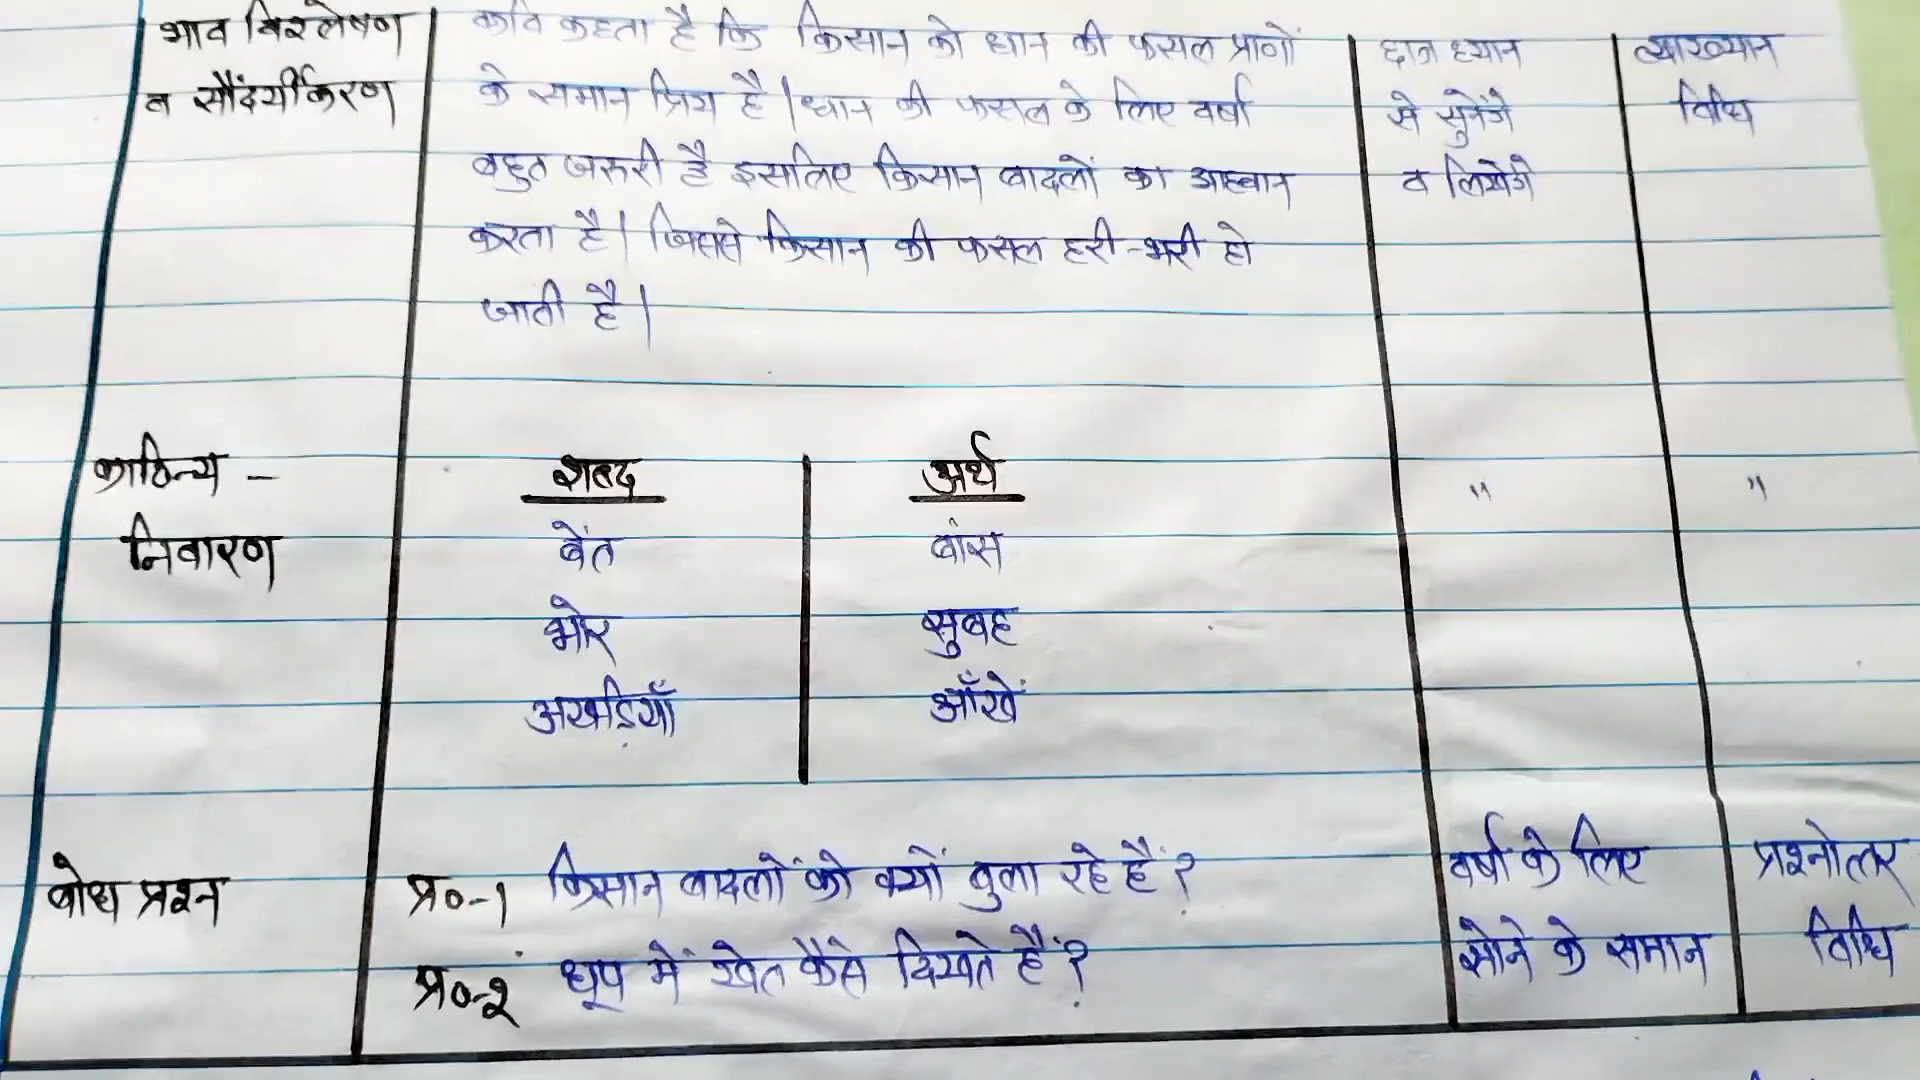 भाव विश्लेषण
व सौंदर्यीकरण
कवि कहता है कि किसान को धान की फसल प्राणों
के समान प्रिय है। धान की फसल के लिए वर्षा
बहुत जरुरी है इसलिए किसान बादलों का आह्वान
करता है। जिससे किसान की फसल हरी-भरी हो
जाती है।
छात्र ध्यान
से सुनेंगे
व लिखेंगे
व्याख्यान
विधि
काठिन्य -
निवारण
शब्द अर्थ
बेंत बांस
भोर सुबह
अखडियाँ आँखें
" "
बोध प्रश्न
प्र०-1 किसान बादलों को क्यों बुला रहे हैं?
प्र०-2 धूप में खेत कैसे दिखते हैं?
वर्षा के लिए
सोने के समान
प्रश्नोत्तर
विधि